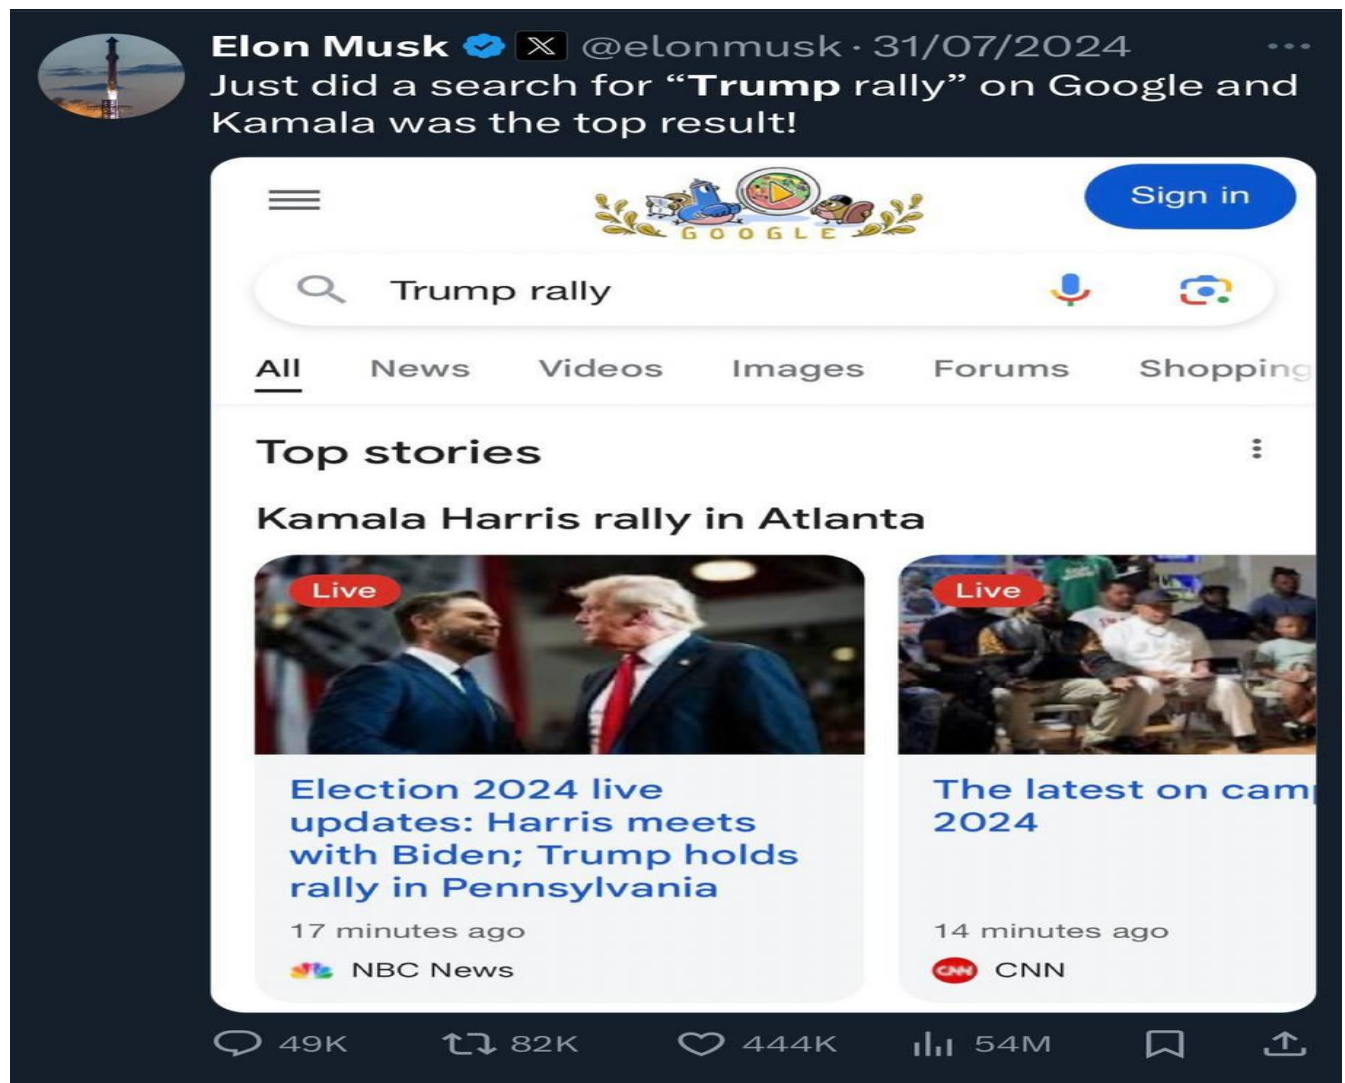 Elon Musk @elonmusk · 31/07/2024
Just did a search for “Trump rally” on Google and
Kamala was the top result!
GOOGLE
Sign in
Trump rally
All News Videos Images Forums Shopping
Top stories
Kamala Harris rally in Atlanta
Live
Election 2024 live
updates: Harris meets
with Biden; Trump holds
rally in Pennsylvania
17 minutes ago
NBC News
Live
The latest on cam
2024
14 minutes ago
CNN CNN
49K 82K 444K 54M